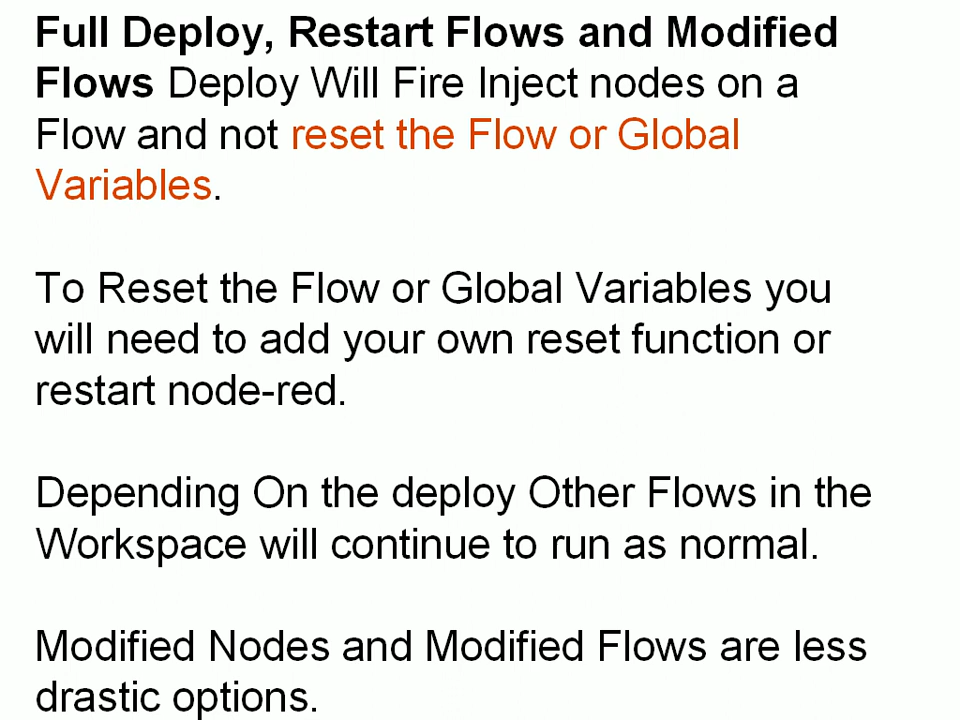 Full Deploy, Restart Flows and Modified
Flows Deploy Will Fire Inject nodes on a
Flow and not reset the Flow or Global
Variables.
To Reset the Flow or Global Variables you
will need to add your own reset function or
restart node-red.
Depending On the deploy Other Flows in the
Workspace will continue to run as normal.
Modified Nodes and Modified Flows are less
drastic options.